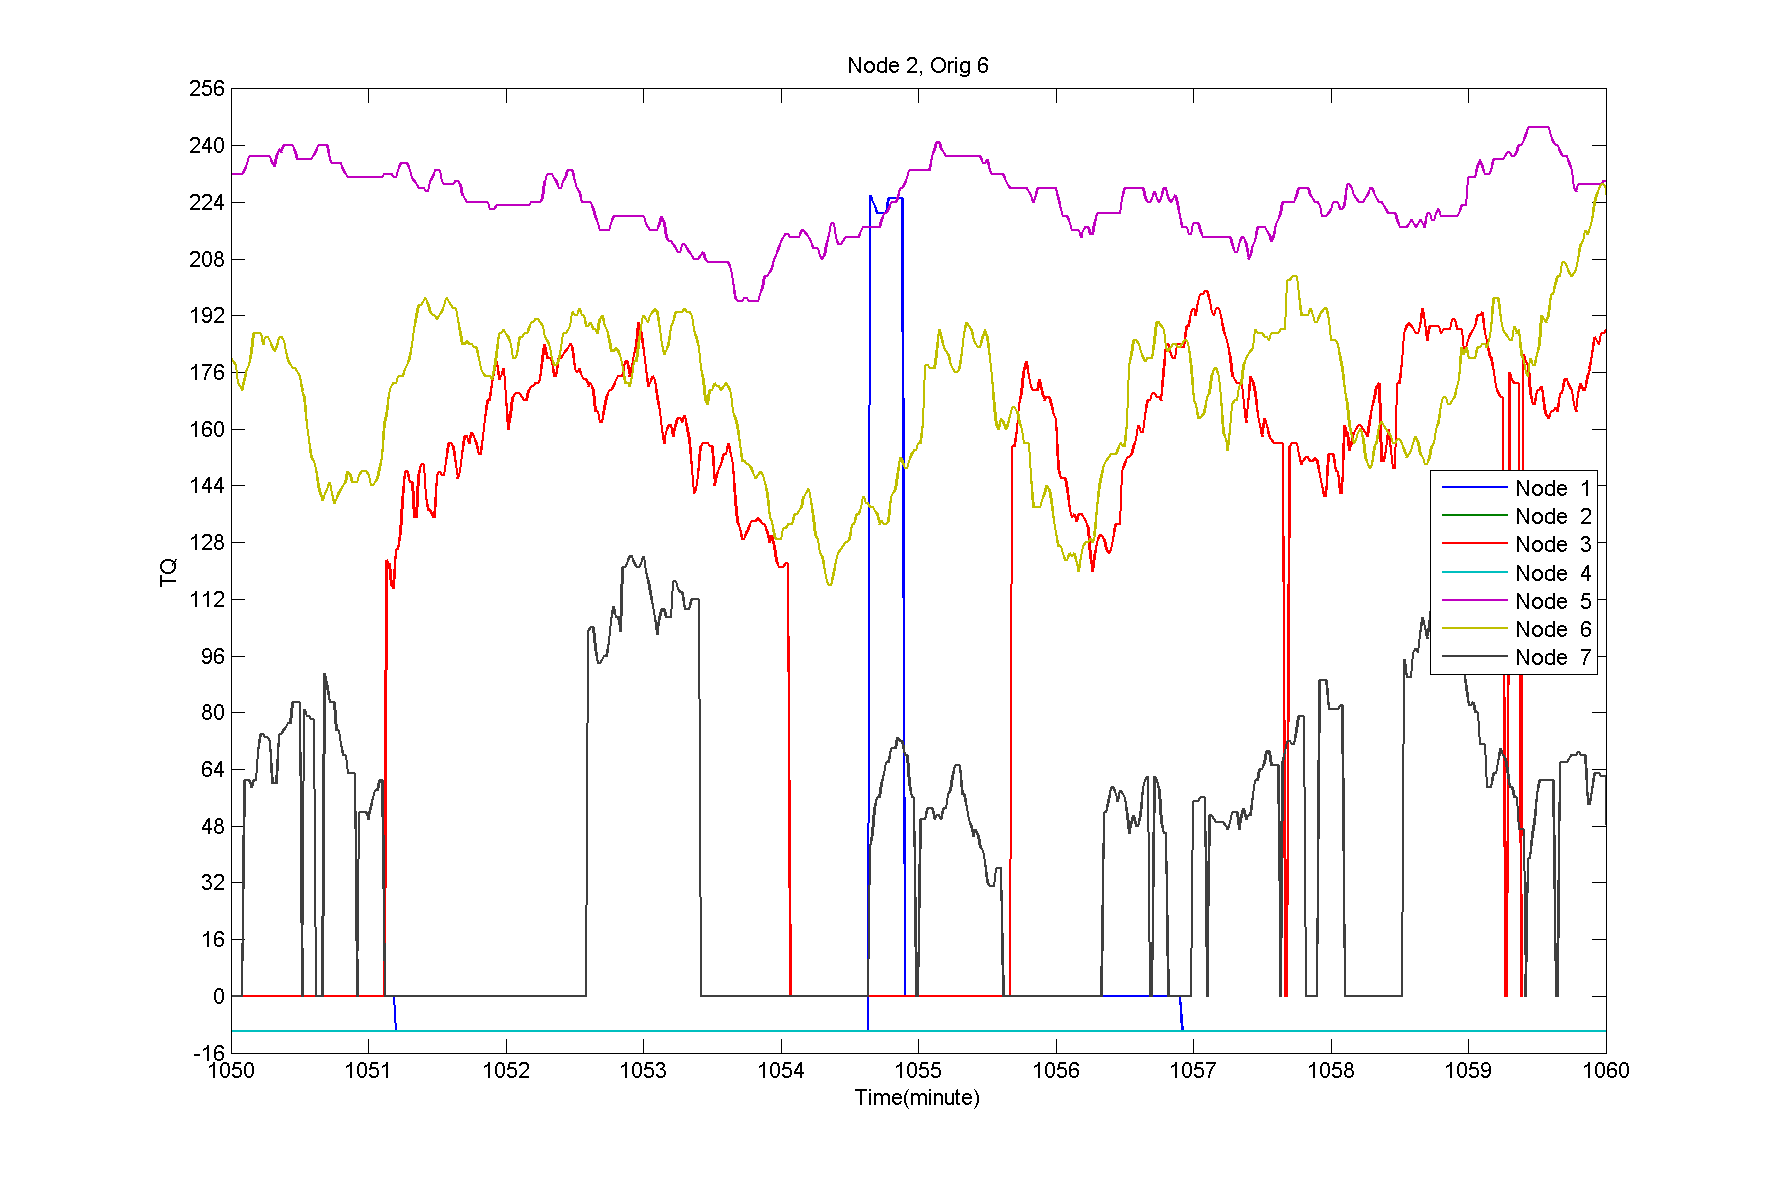 Node 2, Orig 6
256
240
224
208
192
176
160
144
128
112
96
80
64
48
32
16
0
-16
TQ
Node 1
Node 2
Node 3
Node 4
Node 5
Node 6
Node 7
1050 1051 1052 1053 1054 1055 1056 1057 1058 1059 1060
Time(minute)